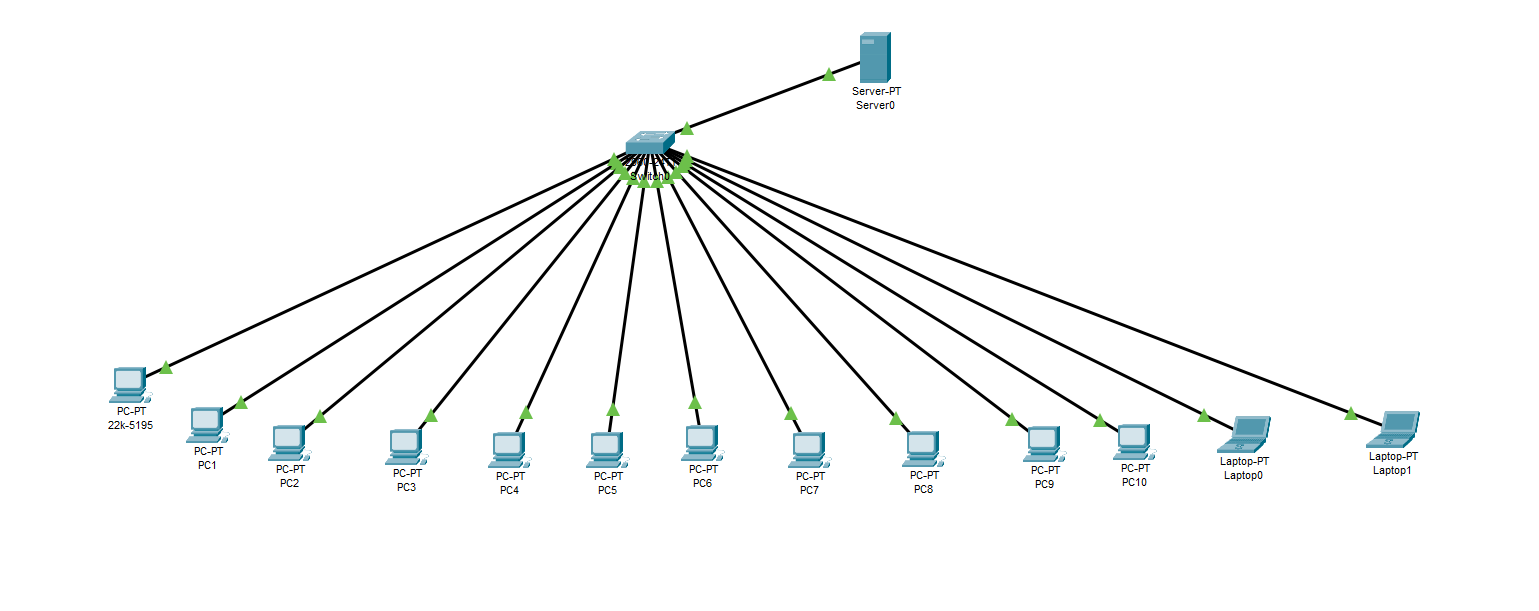 Server-PT
Server0
Switch0
PC-PT
22k-5195
PC-PT
PC1
PC-PT
PC2
PC-PT
PC3
PC-PT
PC4
PC-PT
PC5
PC-PT
PC6
PC-PT
PC7
PC-PT
PC8
PC-PT
PC9
PC-PT
PC10
Laptop-PT
Laptop0
Laptop-PT
Laptop1